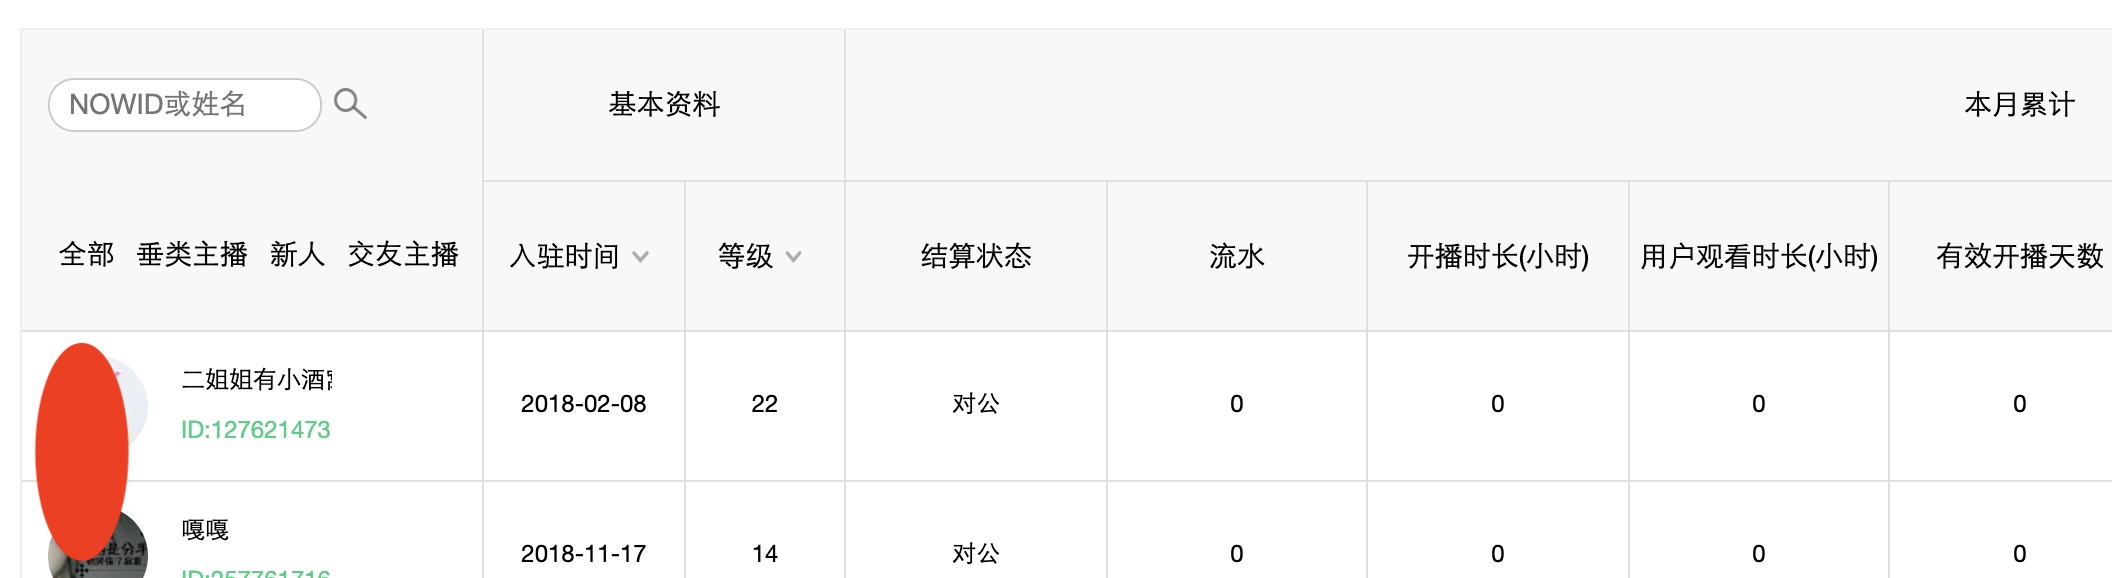 NOWID或姓名
基本资料
本月累计
全部 垂类主播 新人 交友主播
入驻时间
等级
结算状态
流水
开播时长(小时)
用户观看时长(小时)
有效开播天数
二姐姐有小酒
ID:127621473
2018-02-08
22
对公
0
0
0
0
嘎嘎
2018-11-17
14
对公
0
0
0
0